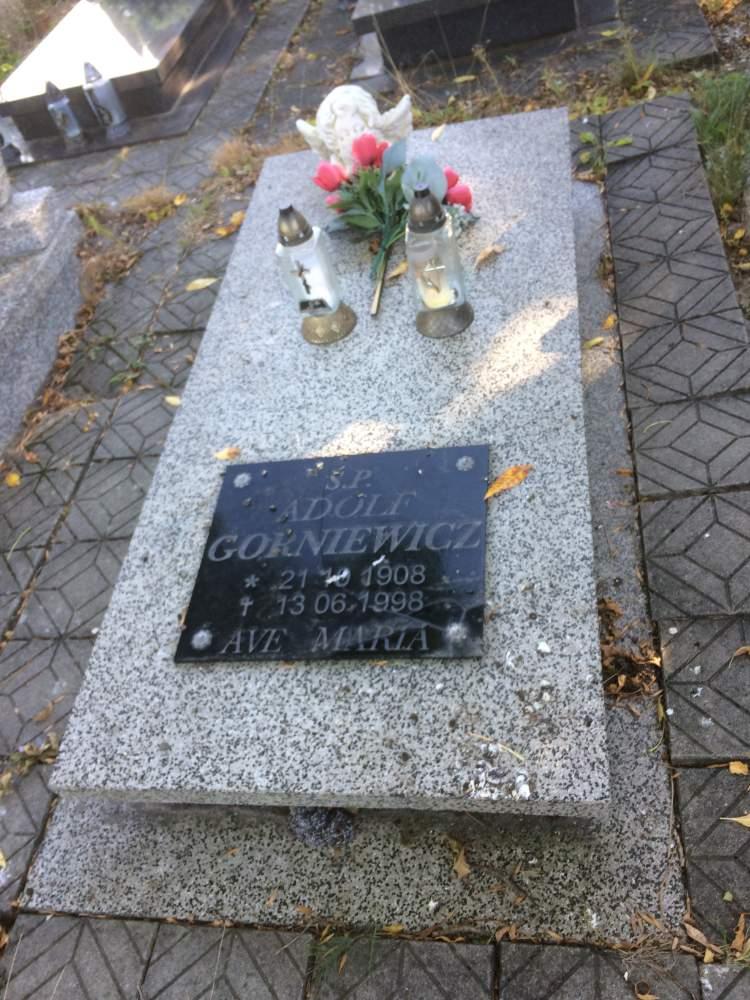 S.P.
ADOLF
GORNIEWICZ
* 21 10 1908
✝ 13 06 1998
AVE MARIA